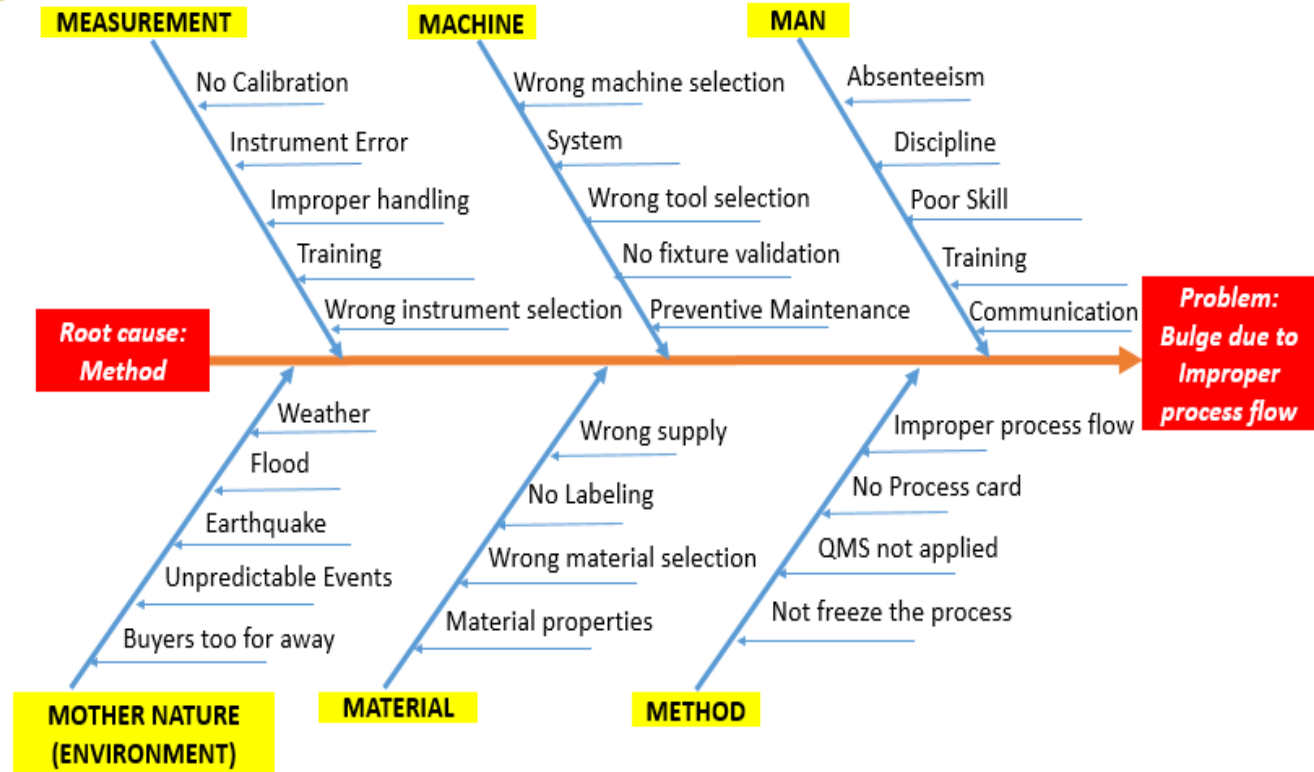 MEASUREMENT
No Calibration
Instrument Error
Improper handling
Training
Wrong instrument selection
MACHINE
Wrong machine selection
System
Wrong tool selection
No fixture validation
Preventive Maintenance
MAN
Absenteeism
Discipline
Poor Skill
Training
Communication
Root cause:
Method
Problem:
Bulge due to
Improper
process flow
Weather
Flood
Earthquake
Unpredictable Events
Buyers too for away
MOTHER NATURE
(ENVIRONMENT)
Wrong supply
No Labeling
Wrong material selection
Material properties
MATERIAL
Improper process flow
No Process card
QMS not applied
Not freeze the process
METHOD